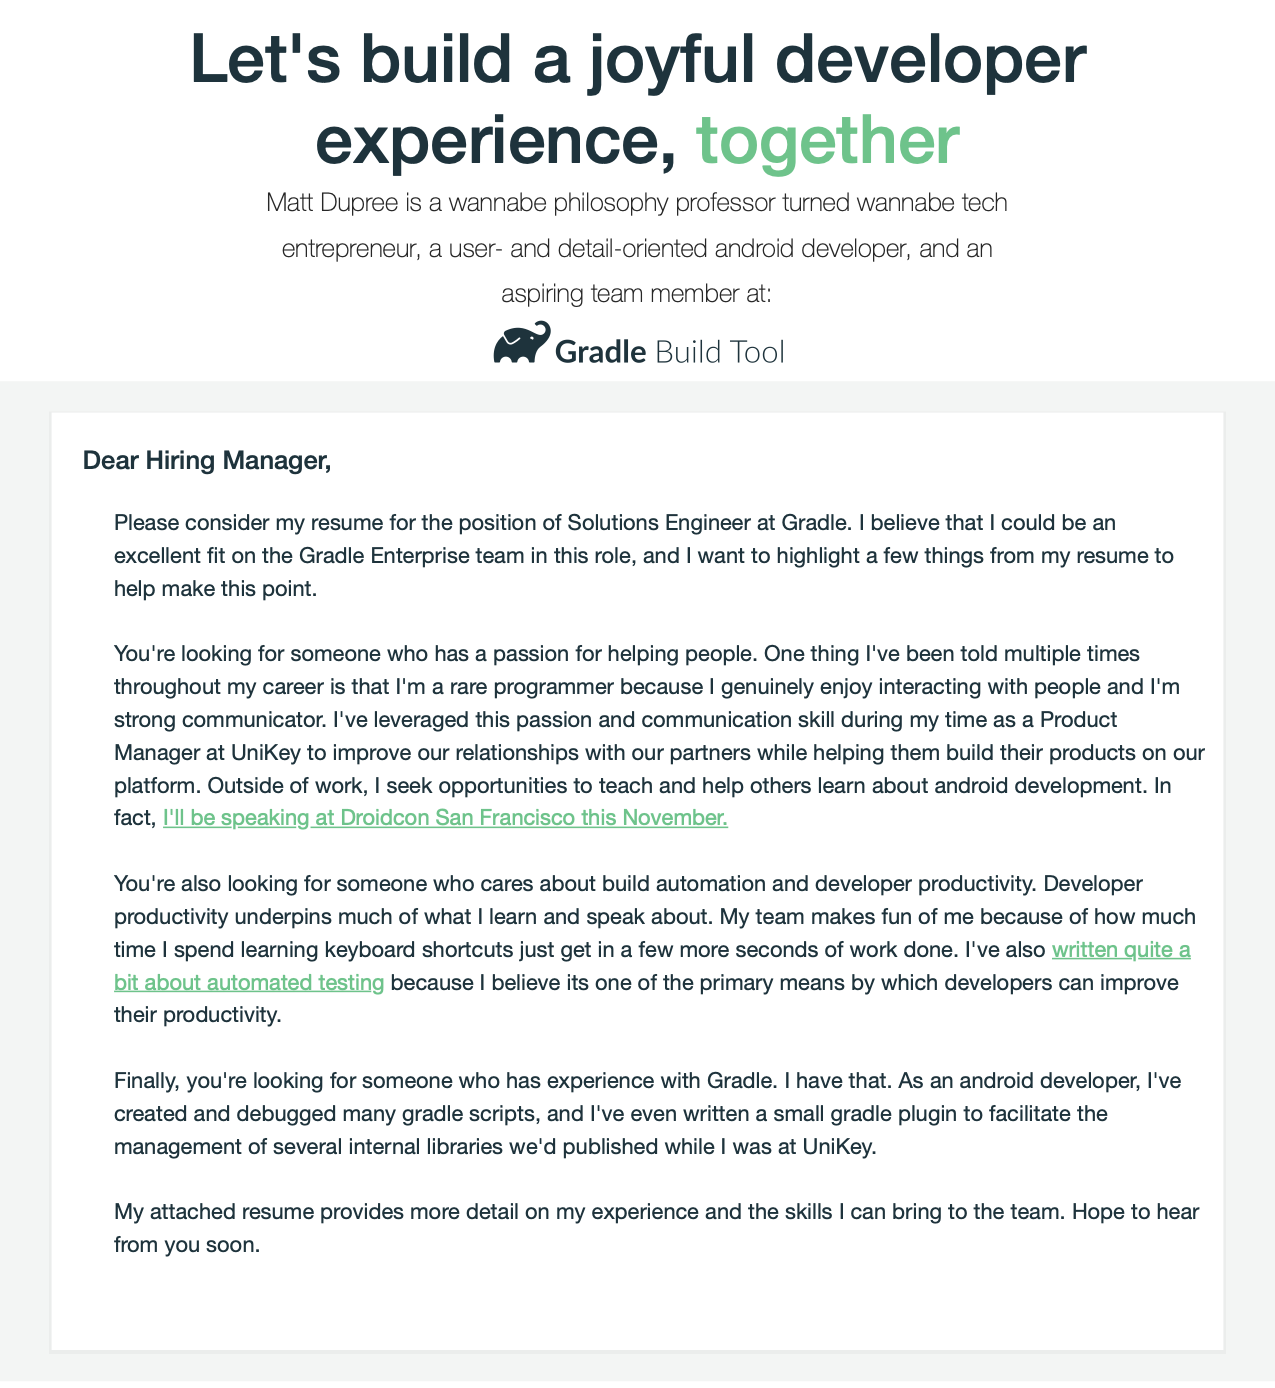 Let's build a joyful developer
experience, together
Matt Dupree is a wannabe philosophy professor turned wannabe tech
entrepreneur, a user- and detail-oriented android developer, and an
aspiring team member at:
Gradle Build Tool
Dear Hiring Manager,
Please consider my resume for the position of Solutions Engineer at Gradle. I believe that I could be an
excellent fit on the Gradle Enterprise team in this role, and I want to highlight a few things from my resume to
help make this point.
You're looking for someone who has a passion for helping people. One thing I've been told multiple times
throughout my career is that I'm a rare programmer because I genuinely enjoy interacting with people and I'm
strong communicator. I've leveraged this passion and communication skill during my time as a Product
Manager at UniKey to improve our relationships with our partners while helping them build their products on our
platform. Outside of work, I seek opportunities to teach and help others learn about android development. In
fact, I'll be speaking at Droidcon San Francisco this November.
You're also looking for someone who cares about build automation and developer productivity. Developer
productivity underpins much of what I learn and speak about. My team makes fun of me because of how much
time I spend learning keyboard shortcuts just get in a few more seconds of work done. I've also written quite a
bit about automated testing because I believe its one of the primary means by which developers can improve
their productivity.
Finally, you're looking for someone who has experience with Gradle. I have that. As an android developer, I've
created and debugged many gradle scripts, and I've even written a small gradle plugin to facilitate the
management of several internal libraries we'd published while I was at UniKey.
My attached resume provides more detail on my experience and the skills I can bring to the team. Hope to hear
from you soon.